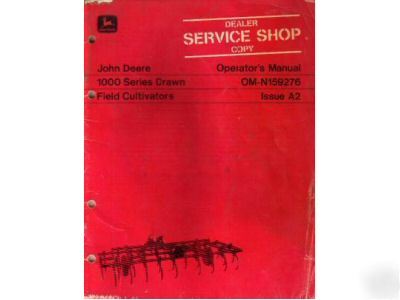 DEALER
SERVICE SHOP
COPY
John Deere
1000 Series Drawn
Field Cultivators
Operator's Manual
OM-N159276
Issue A2